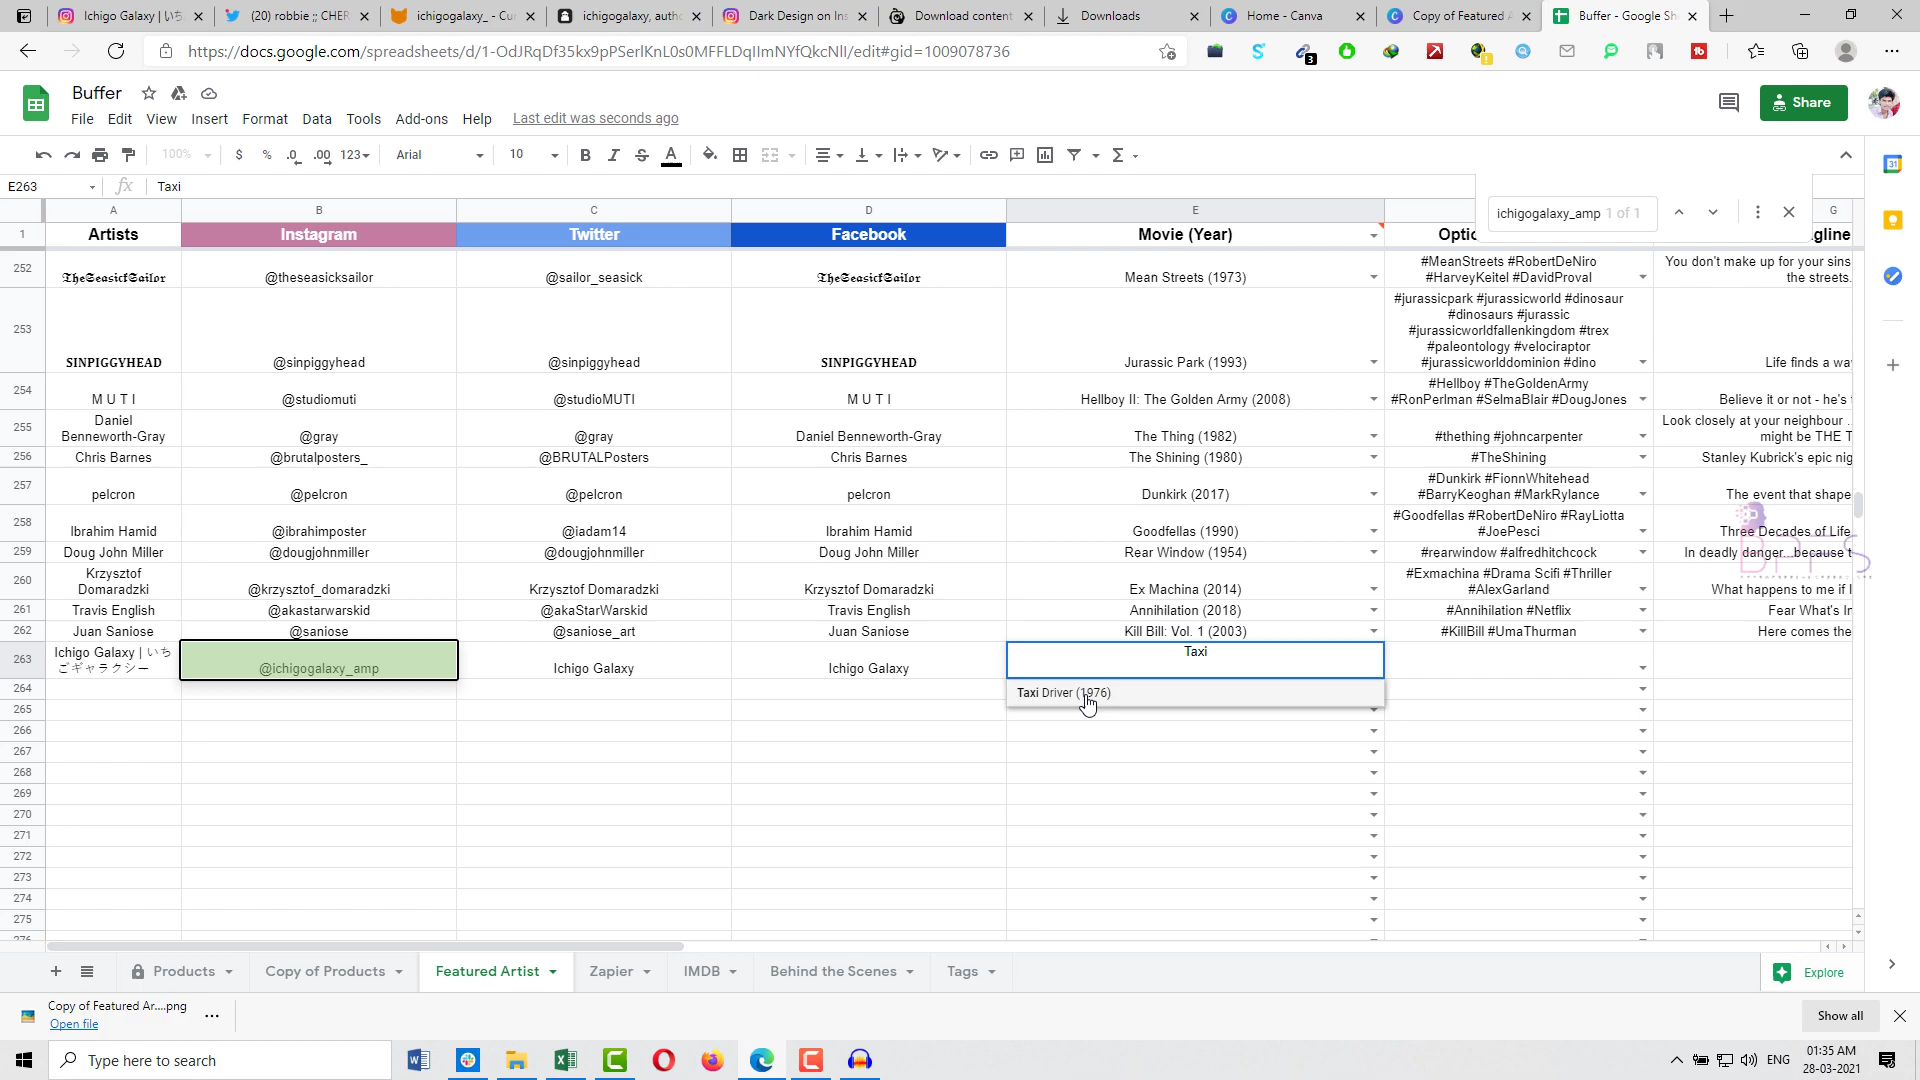 Ichigo Galaxy | いち
(20) robbie ;; CHER
ichigogalaxy_ - Cu
ichigogalaxy, autho
Dark Design on Ins
Download content
Downloads
Home - Canva
Copy of Featured A
Buffer - Google She
https://docs.google.com/spreadsheets/d/1-OdJRqDf35kx9pPSerlKnL0s0MFFLDqIImNYfQkcNlI/edit#gid=1009078736
Buffer
Share
File Edit View Insert Format Data Tools Add-ons Help Last edit was seconds ago
100% $ % .0 .00 123 Arial 10 B I S A
E263 fx Taxi
ichigogalaxy_amp 1 of 1
A B C D E G
1 Artists Instagram Twitter Facebook Movie (Year) Optic gline
252 TheSeasickSailor @theseasicksailor @sailor_seasick TheSeasickSailor Mean Streets (1973) #MeanStreets #RobertDeNiro
#HarveyKeitel #DavidProval You don't make up for your sins
the streets.
253 SINPIGGYHEAD @sinpiggyhead @sinpiggyhead SINPIGGYHEAD Jurassic Park (1993) #jurassicpark #jurassicworld #dinosaur
#dinosaurs #jurassic
#jurassicworldfallenkingdom #trex
#paleontology #velociraptor
#jurassicworlddominion #dino Life finds a wa
254 M U T I @studiomuti @studioMUTI M U T I Hellboy II: The Golden Army (2008) #Hellboy #TheGoldenArmy
#RonPerlman #SelmaBlair #DougJones Believe it or not - he's
255 Daniel
Benneworth-Gray @gray @gray Daniel Benneworth-Gray The Thing (1982) #thething #johncarpenter Look closely at your neighbour
might be THE T
256 Chris Barnes @brutalposters_ @BRUTALPosters Chris Barnes The Shining (1980) #TheShining Stanley Kubrick's epic nig
257 pelcron @pelcron @pelcron pelcron Dunkirk (2017) #Dunkirk #FionnWhitehead
#BarryKeoghan #MarkRylance The event that shape
258 Ibrahim Hamid @ibrahimposter @iadam14 Ibrahim Hamid Goodfellas (1990) #Goodfellas #RobertDeNiro #RayLiotta
#JoePesci Three Decades of Life
259 Doug John Miller @dougjohnmiller @dougjohnmiller Doug John Miller Rear Window (1954) #rearwindow #alfredhitchcock In deadly danger...because t
260 Krzysztof
Domaradzki @krzysztof_domaradzki Krzysztof Domaradzki Krzysztof Domaradzki Ex Machina (2014) #Exmachina #Drama Scifi #Thriller
#AlexGarland What happens to me if I
261 Travis English @akastarwarskid @akaStarWarskid Travis English Annihilation (2018) #Annihilation #Netflix Fear What's In
262 Juan Saniose @saniose @saniose_art Juan Saniose Kill Bill: Vol. 1 (2003) #KillBill #UmaThurman Here comes the
263 Ichigo Galaxy | いち
ごギャラクシー @ichigogalaxy_amp Ichigo Galaxy Ichigo Galaxy Taxi
264 Taxi Driver (1976)
265
266
267
268
269
270
271
272
273
274
275
276
Products Copy of Products Featured Artist Zapier IMDB Behind the Scenes Tags Explore
Copy of Featured Ar....png
Open file
Show all
Type here to search
ENG
01:35 AM
28-03-2021